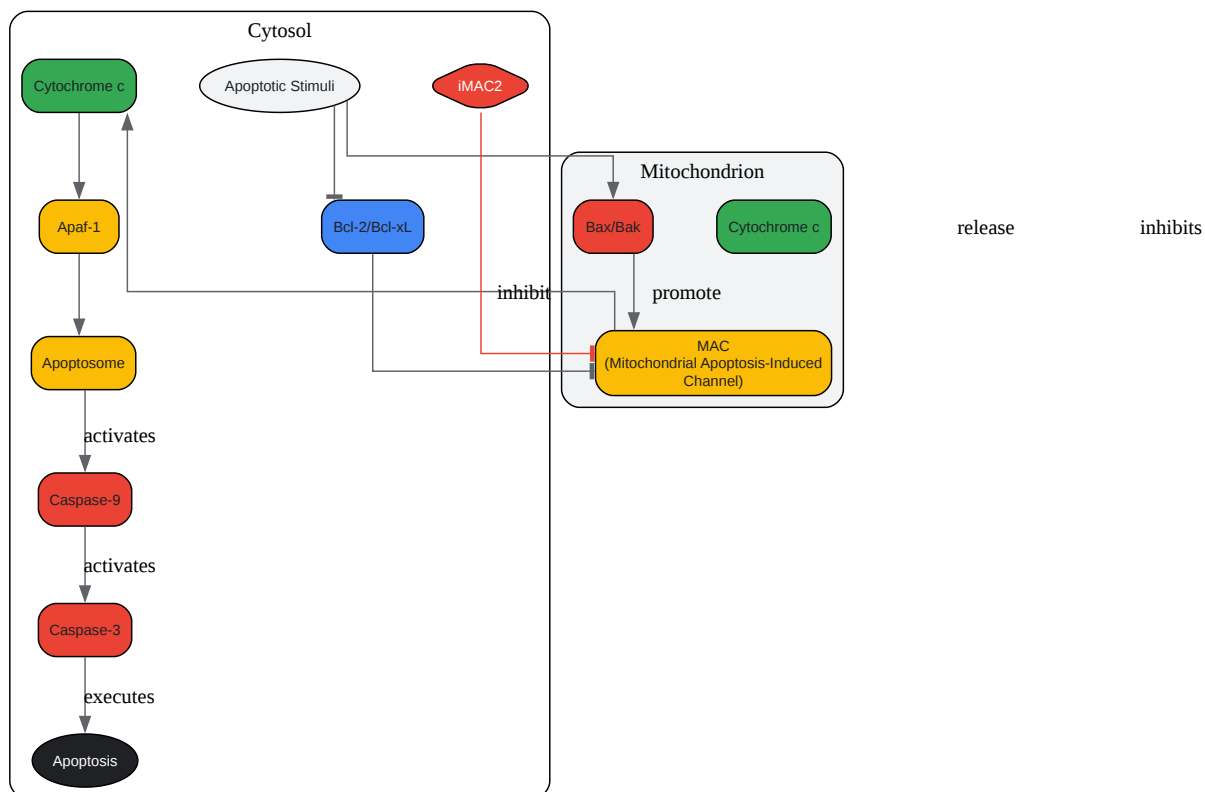 Cytosol
Cytochrome c
Apoptotic Stimuli
iMAC2
Mitochondrion
Apaf-1
Bcl-2/Bcl-xL
Bax/Bak
Cytochrome c
release
inhibits
inhibit
promote
Apoptosome
MAC
(Mitochondrial Apoptosis-Induced
Channel)
activates
Caspase-9
activates
Caspase-3
executes
Apoptosis